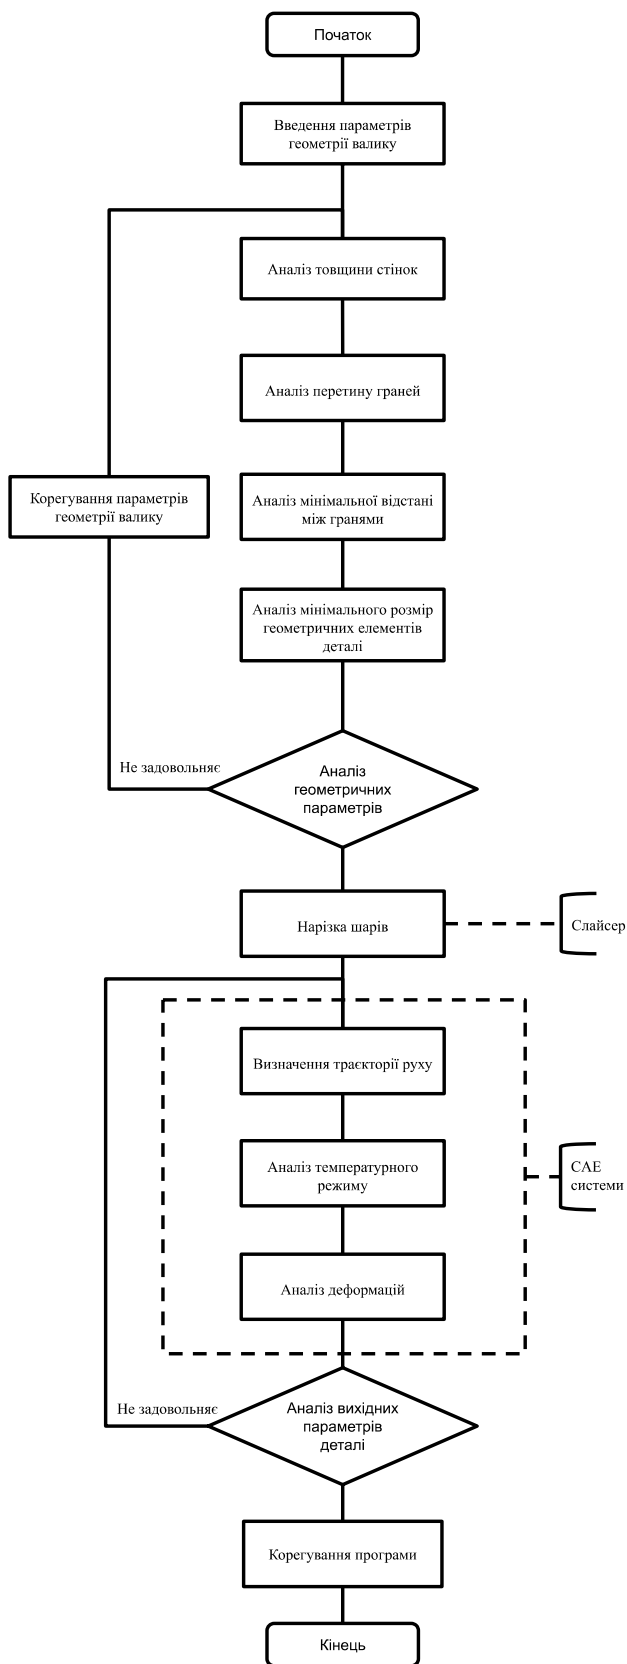 Початок
Введення параметрів
геометрії валику
Аналіз товщини стінок
Аналіз перетину граней
Корегування параметрів
геометрії валику
Аналіз мінімальної відстані
між гранями
Аналіз мінімального розмір
геометричних елементів
деталі
Не задовольняє
Аналіз
геометричних
параметрів
Нарізка шарів
Слайсер
Визначення траєкторії руху
Аналіз температурного
режиму
САЕ
системи
Аналіз деформацій
Не задовольняє
Аналіз вихідних
параметрів
деталі
Корегування програми
Кінець